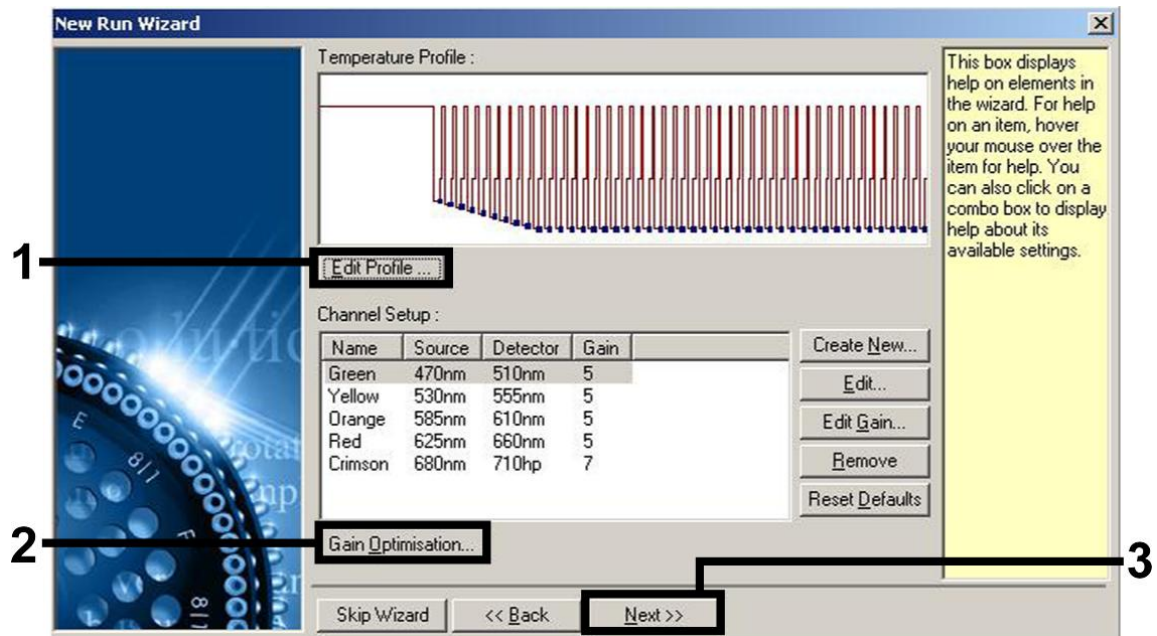 New Run Wizard
Temperature Profile :
This box displays
help on elements in
the wizard. For help
on an item, hover
your mouse over the
item for help. You
can also click on a
combo box to display
help about its
available settings.
1
Edit Profile ...
Channel Setup :
Name Source Detector Gain
Green 470nm 510nm 5
Yellow 530nm 555nm 5
Orange 585nm 610nm 5
Red 625nm 660nm 5
Crimson 680nm 710hp 7
Create New...
Edit...
Edit Gain...
Remove
Reset Defaults
2
Gain Optimisation...
3
Skip Wizard
<< Back
Next >>
E
8/1
F
8/1